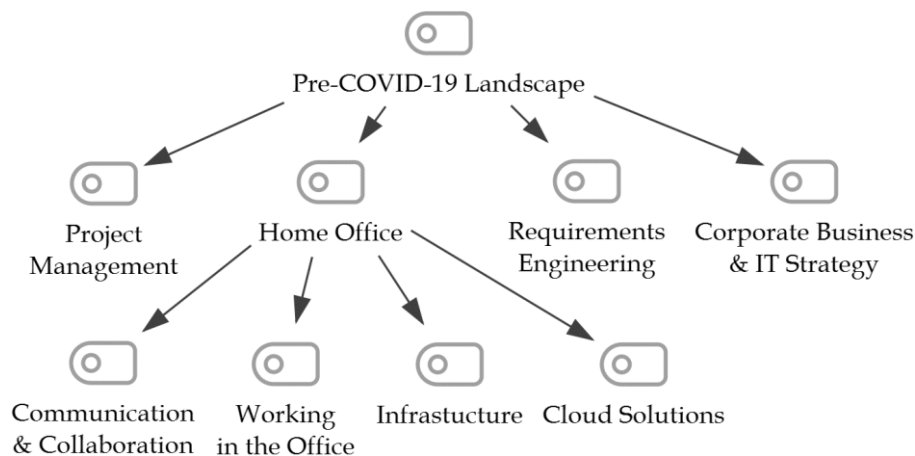 Pre-COVID-19 Landscape
Project
Management
Home Office
Requirements
Engineering
Corporate Business
& IT Strategy
Communication
& Collaboration
Working
in the Office
Infrastucture
Cloud Solutions